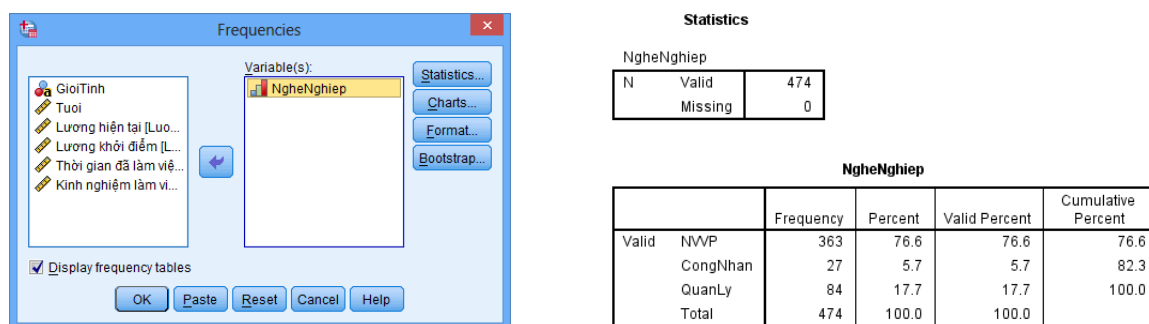 Frequencies
Variable(s):
GioiTinh
Tuoi
Lương hiện tại [Luo...
Lương khởi điểm [L...
Thời gian đã làm việ...
Kinh nghiệm làm vi...
NgheNghiep
Statistics...
Charts...
Format...
Bootstrap...
Display frequency tables
OK Paste Reset Cancel Help
Statistics
NgheNghiep
N Valid 474
Missing 0
NgheNghiep
Frequency Percent Valid Percent Cumulative Percent
Valid NVVP 363 76.6 76.6 76.6
CongNhan 27 5.7 5.7 82.3
QuanLy 84 17.7 17.7 100.0
Total 474 100.0 100.0